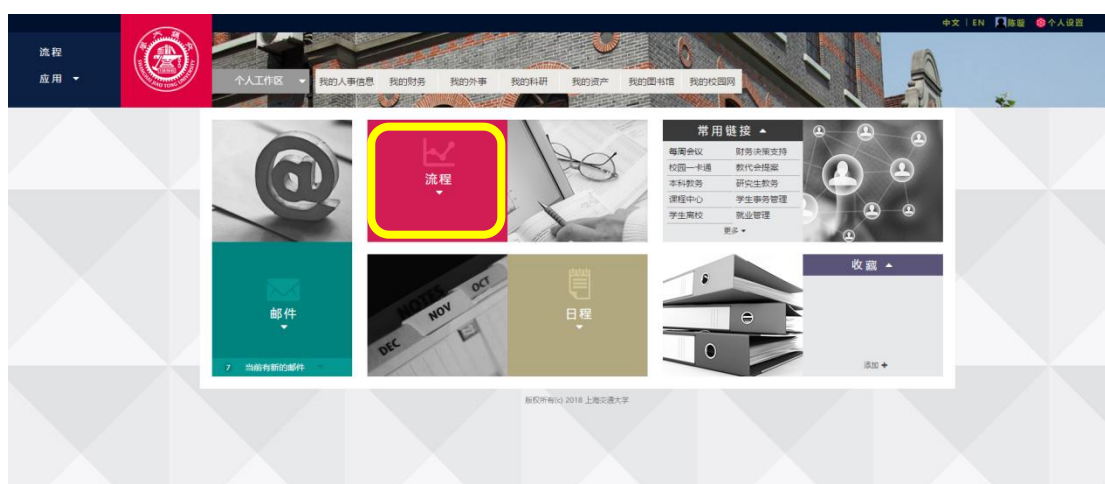 中文 | EN 陈璇 个人设置
流程
应用
SHANGHAI JIAO TONG UNIVERSITY
个人工作区 我的人事信息 我的财务 我的外事 我的科研 我的资产 我的图书馆 我的校园网
流程
常用链接
每周会议 财务决策支持
校园一卡通 教代会提案
本科教务 研究生教务
课程中心 学生事务管理
学生离校 就业管理
更多
邮件
7 当前有新的邮件
NOTES
OCT
NOV
DEC
日程
收藏
添加
版权所有(c) 2018 上海交通大学